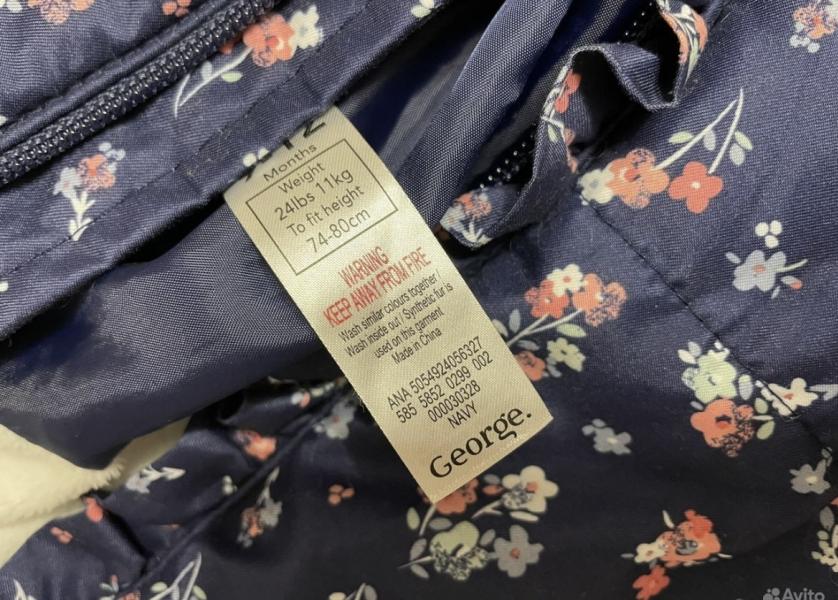 Months
Weight
24lbs 11kg
To fit height
74-80cm
WARNING
KEEP AWAY FROM FIRE
Wash similar colours together /
Wash inside out / Synthetic fur is
used on this garment
Made in China
ANA 5054924056327
585 5852 0299 002
000030328
NAVY
George.
Avito